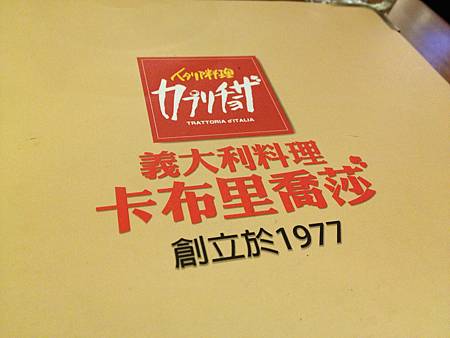 イタリア料理
カプリチョーザ
TRATTORIA d'ITALIA
義大利料理
卡布里喬莎
創立於1977